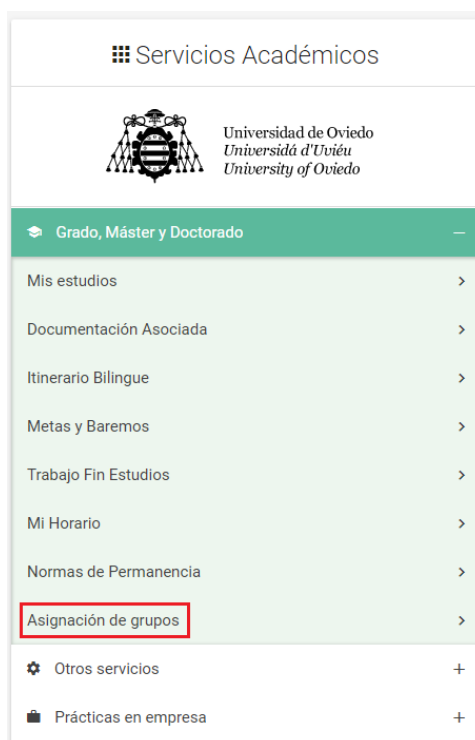 Servicios Académicos
Universidad de Oviedo
Universidá d'Uviéu
University of Oviedo
Grado, Máster y Doctorado
Mis estudios
Documentación Asociada
Itinerario Bilingue
Metas y Baremos
Trabajo Fin Estudios
Mi Horario
Normas de Permanencia
Asignación de grupos
Otros servicios
Prácticas en empresa